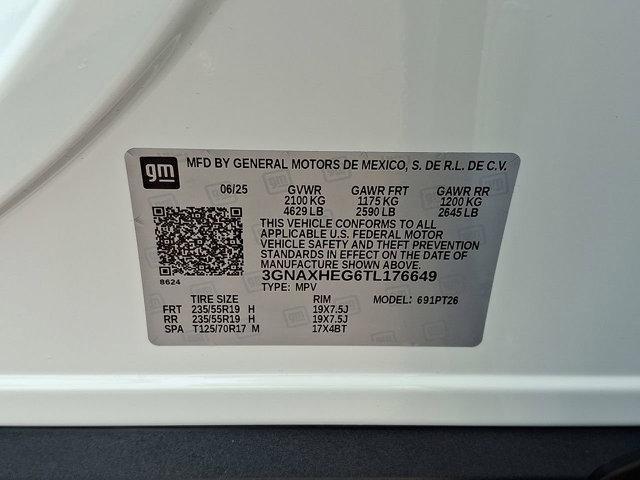 gm MFD BY GENERAL MOTORS DE MEXICO, S. DE R.L. DE C.V.
06/25 GVWR GAWR FRT GAWR RR
2100 KG 1175 KG 1200 KG
4629 LB 2590 LB 2645 LB
THIS VEHICLE CONFORMS TO ALL
APPLICABLE U.S. FEDERAL MOTOR
VEHICLE SAFETY AND THEFT PREVENTION
STANDARDS IN EFFECT ON THE DATE OF
MANUFACTURE SHOWN ABOVE.
3GNAXHEG6TL176649
8624 TYPE: MPV
TIRE SIZE RIM MODEL: 691PT26
FRT 235/55R19 H 19X7.5J
RR 235/55R19 H 19X7.5J
SPA T125/70R17 M 17X4BT